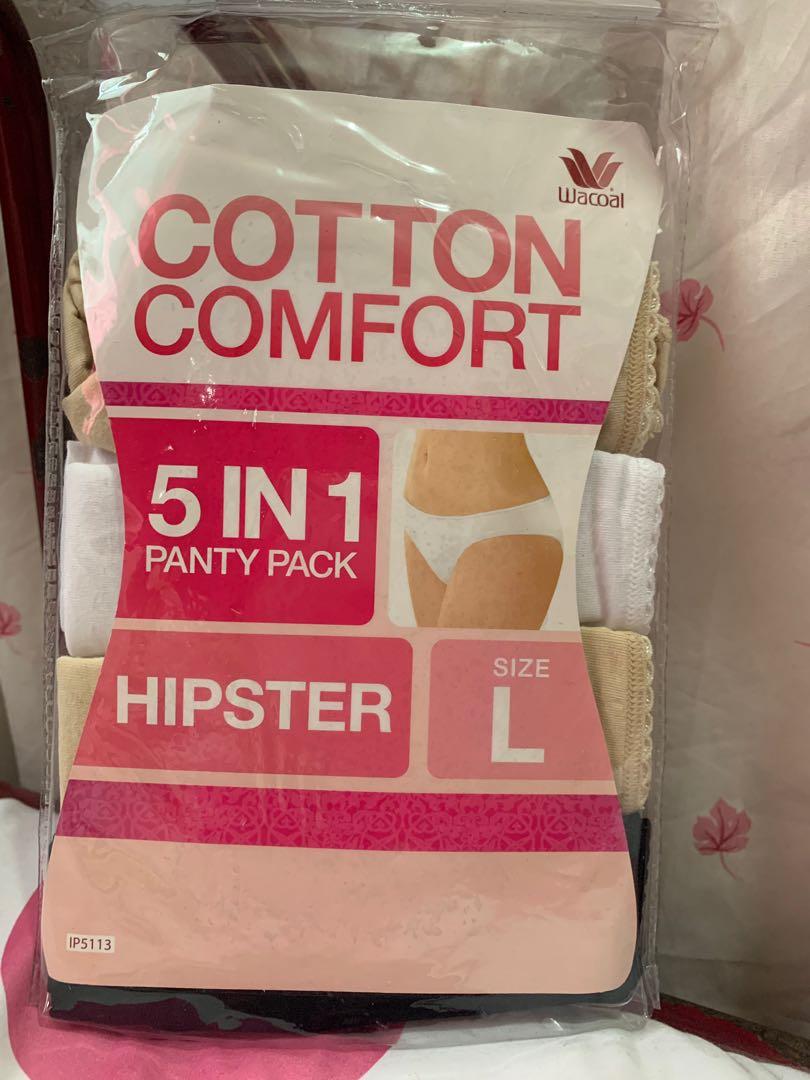 Wacoal
COTTON
COMFORT
5 IN 1
PANTY PACK
HIPSTER
SIZE
L
IP5113